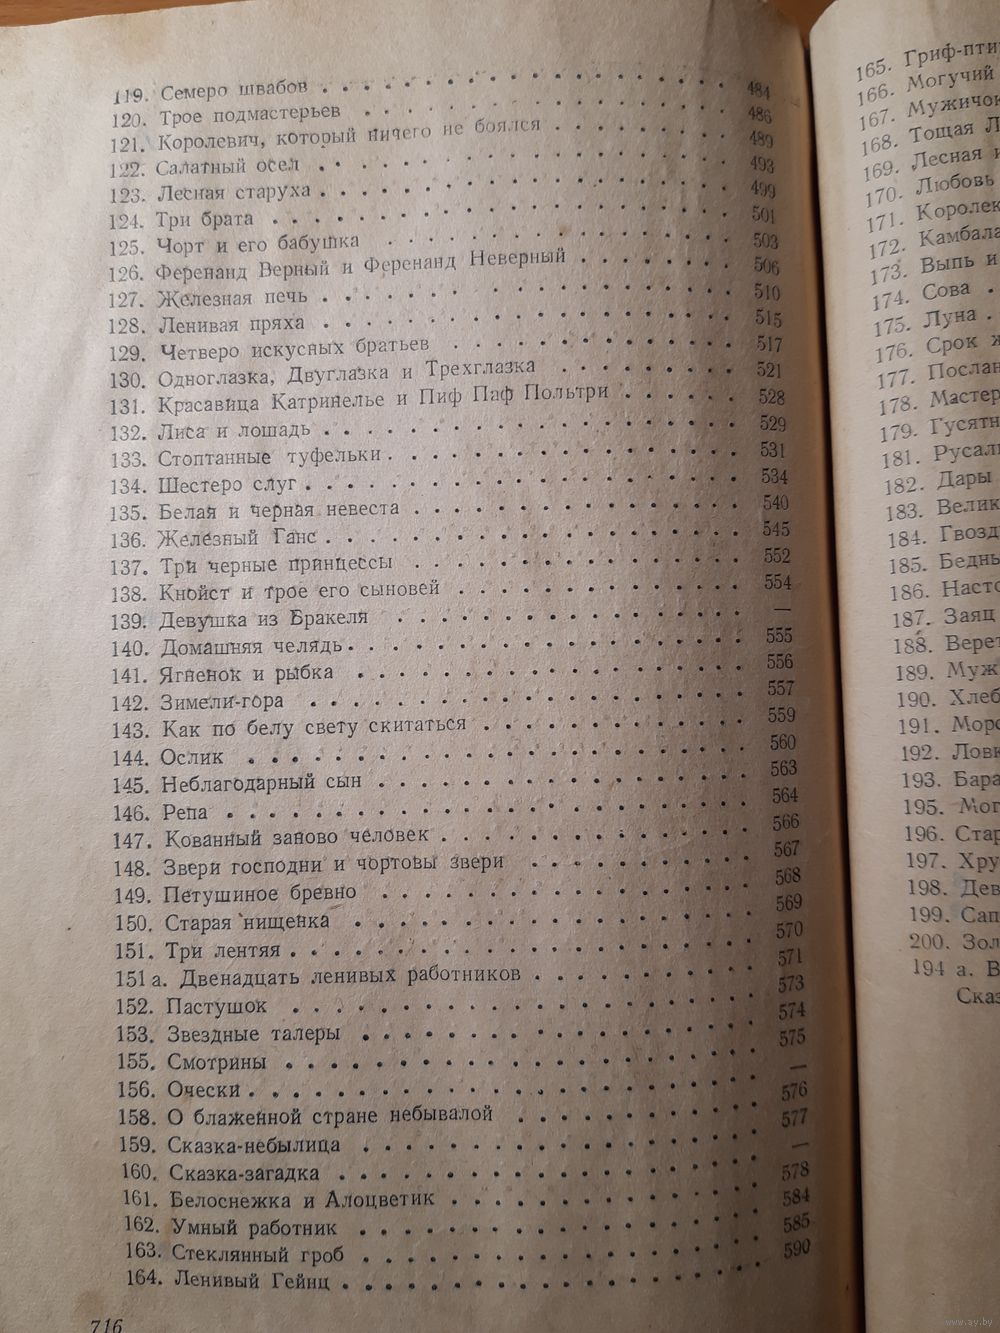 119. Семеро швабов . . . . . . . . . . . . . . . . 484
120. Трое подмастерьев . . . . . . . . . . . . . . . 486
121. Королевич, который ничего не боялся . . . . . . . . 489
122. Салатный осел . . . . . . . . . . . . . . . . 493
123. Лесная старуха . . . . . . . . . . . . . . . . 499
124. Три брата . . . . . . . . . . . . . . . . . . 501
125. Чорт и его бабушка . . . . . . . . . . . . . . 503
126. Ференанд Верный и Ференанд Неверный . . . . . . . 506
127. Железная печь . . . . . . . . . . . . . . . . 510
128. Ленивая пряха . . . . . . . . . . . . . . . . 515
129. Четверо искусных братьев . . . . . . . . . . . . 517
130. Одноглазка, Двуглазка и Трехглазка . . . . . . . . 521
131. Красавица Катринелье и Пиф Паф Польтри . . . . . . 528
132. Лиса и лошадь . . . . . . . . . . . . . . . . 529
133. Стоптанные туфельки . . . . . . . . . . . . . . 531
134. Шестеро слуг . . . . . . . . . . . . . . . . . 534
135. Белая и черная невеста . . . . . . . . . . . . . 540
136. Железный Ганс . . . . . . . . . . . . . . . . 545
137. Три черные принцессы . . . . . . . . . . . . . 552
138. Кнойст и трое его сыновей . . . . . . . . . . . . 554
139. Девушка из Бракеля . . . . . . . . . . . . . . —
140. Домашняя челядь . . . . . . . . . . . . . . . . 555
141. Ягненок и рыбка . . . . . . . . . . . . . . . 556
142. Зимели-гора . . . . . . . . . . . . . . . . . 557
143. Как по белу свету скитаться . . . . . . . . . . . 559
144. Ослик . . . . . . . . . . . . . . . . . . . 560
145. Неблагодарный сын . . . . . . . . . . . . . . 563
146. Репа . . . . . . . . . . . . . . . . . . . . 564
147. Кованный заново человек . . . . . . . . . . . . 566
148. Звери господни и чортовы звери . . . . . . . . . 567
149. Петушиное бревно . . . . . . . . . . . . . . . 568
150. Старая нищенка . . . . . . . . . . . . . . . . 569
151. Три лентяя . . . . . . . . . . . . . . . . . . 570
151 а. Двенадцать ленивых работников . . . . . . . . . 571
152. Пастушок . . . . . . . . . . . . . . . . . . 573
153. Звездные талеры . . . . . . . . . . . . . . . 574
155. Смотрины . . . . . . . . . . . . . . . . . . 575
156. Очески . . . . . . . . . . . . . . . . . . . —
158. О блаженной стране небывалой . . . . . . . . . . 576
159. Сказка-небылица . . . . . . . . . . . . . . . 577
160. Сказка-загадка . . . . . . . . . . . . . . . . —
161. Белоснежка и Алоцветик . . . . . . . . . . . . 578
162. Умный работник . . . . . . . . . . . . . . . 584
163. Стеклянный гроб . . . . . . . . . . . . . . . 585
164. Ленивый Гейнц . . . . . . . . . . . . . . . . 590
716
165. Гриф-пти
166. Могучий
167. Мужичок
168. Тощая Л
169. Лесная и
170. Любовь
171. Королек
172. Камбала
173. Выпь и
174. Сова .
175. Луна .
176. Срок ж
177. Послан
178. Мастер
179. Гусятн
181. Русал
182. Дары
183. Велик
184. Гвозд
185. Бедны
186. Насто
187. Заяц
188. Верет
189. Муж
190. Хлеб
191. Морс
192. Ловк
193. Бара
195. Мог
196. Стар
197. Хру
198. Дев
199. Сап
200. Зол
194 а. В
Сказ
www.ay.by